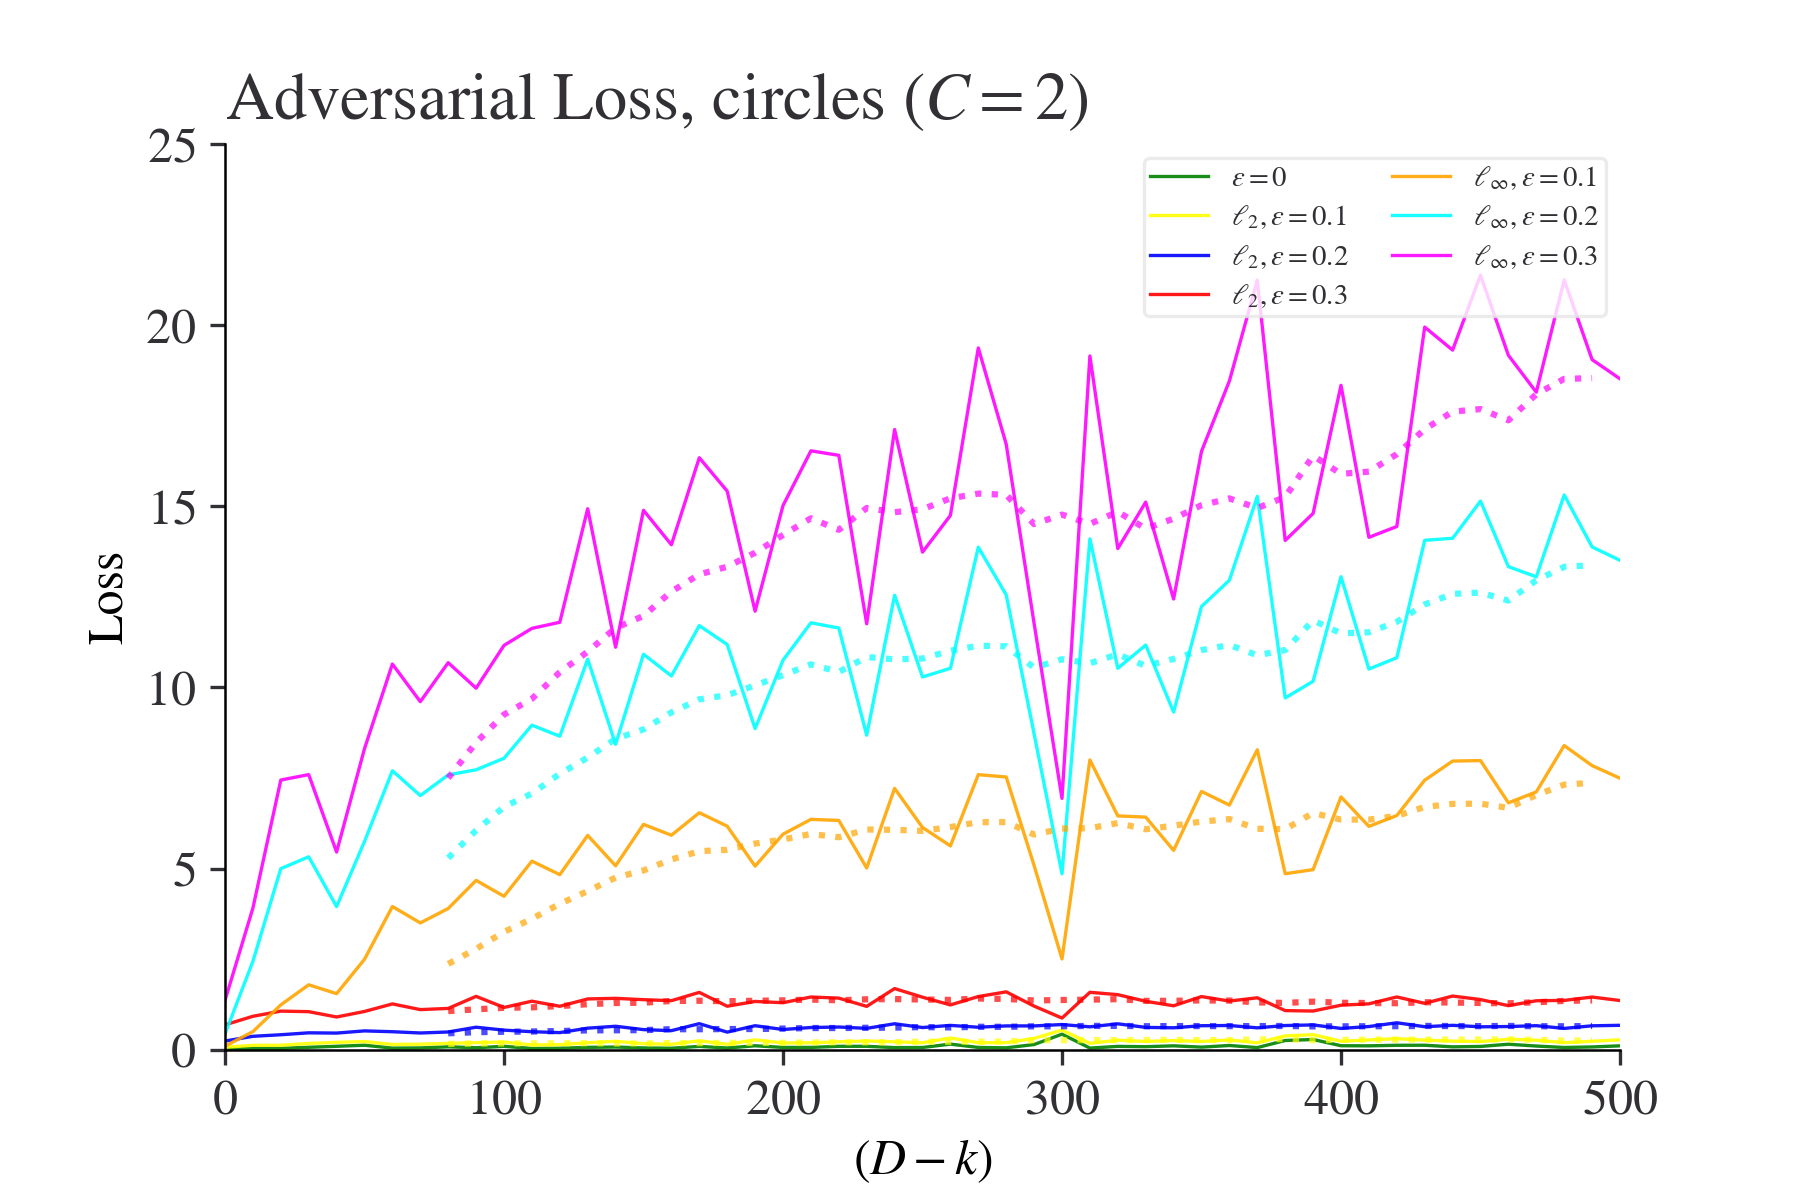 Adversarial Loss, circles (C = 2)
25
20
15
10
5
0
Loss
ε = 0
ℓ₂, ε = 0.1
ℓ₂, ε = 0.2
ℓ₂, ε = 0.3
ℓ∞, ε = 0.1
ℓ∞, ε = 0.2
ℓ∞, ε = 0.3
0 100 200 300 400 500
(D − k)